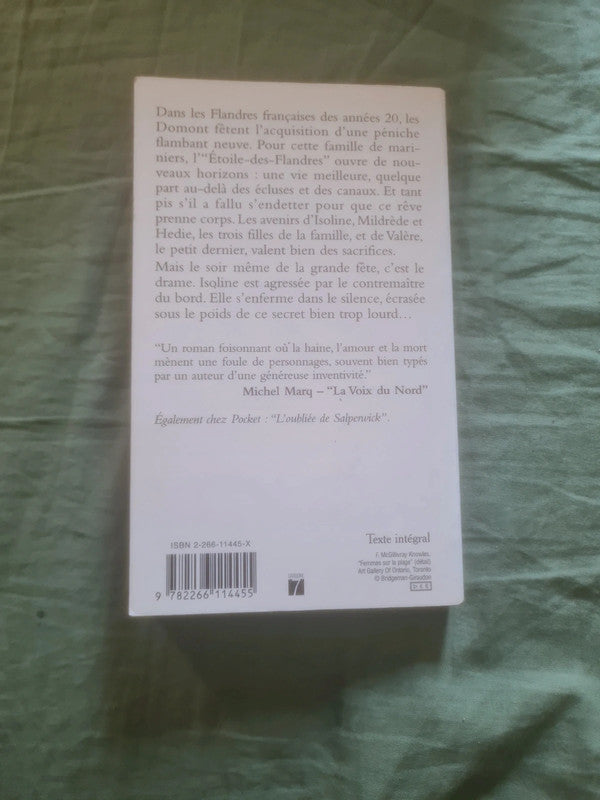 Dans les Flandres françaises des années 20, les
Domont fêtent l'acquisition d'une péniche
flambant neuve. Pour cette famille de mari-
niers, l'"Étoile-des-Flandres" ouvre de nou-
veaux horizons : une vie meilleure, quelque
part au-delà des écluses et des canaux. Et tant
pis s'il a fallu s'endetter pour que ce rêve
prenne corps. Les avenirs d'Isoline, Mildrède et
Hedie, les trois filles de la famille, et de Valère,
le petit dernier, valent bien des sacrifices.
Mais le soir même de la grande fête, c'est le
drame. Isoline est agressée par le contremaître
du bord. Elle s'enferme dans le silence, écrasée
sous le poids de ce secret bien trop lourd…
"Un roman foisonnant où la haine, l'amour et la mort
mènent une foule de personnages, souvent bien typés
par un auteur d'une généreuse inventivité."
Michel Marq – "La Voix du Nord"
Également chez Pocket : "L'oubliée de Salperwick".
Texte intégral
F. McGillivray Knowles,
"Femmes sur la plage" (détail)
Art Gallery Of Ontario, Toronto
© Bridgeman-Giraudon
ISBN 2-266-11445-X
9 782266 114455